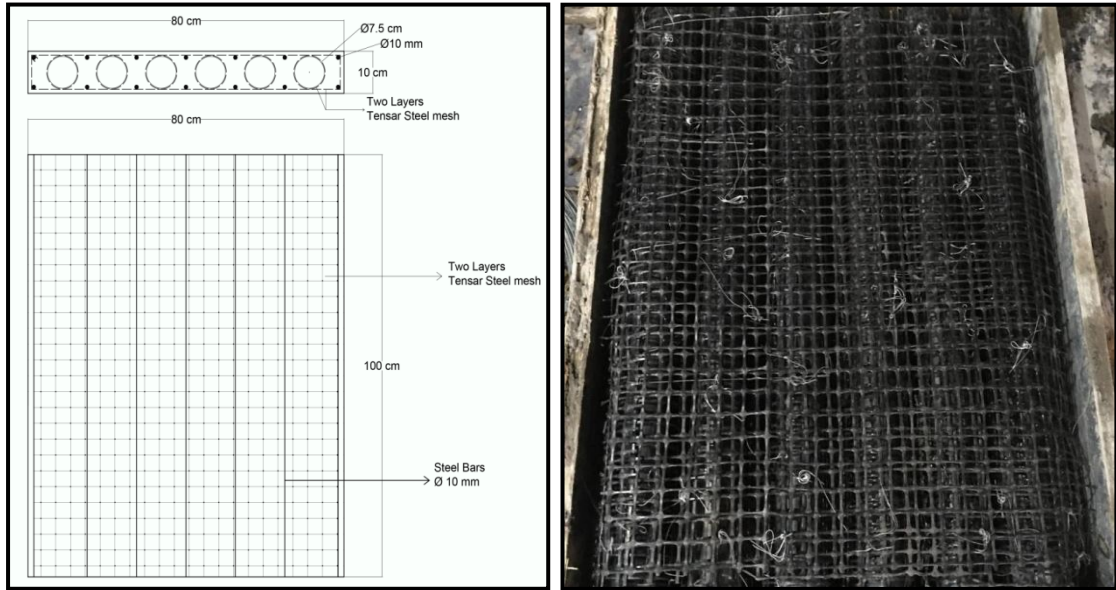 80 cm
Ø7.5 cm
Ø10 mm
10 cm
Two Layers
Tensar Steel mesh
80 cm
Two Layers
Tensar Steel mesh
100 cm
Steel Bars
Ø 10 mm